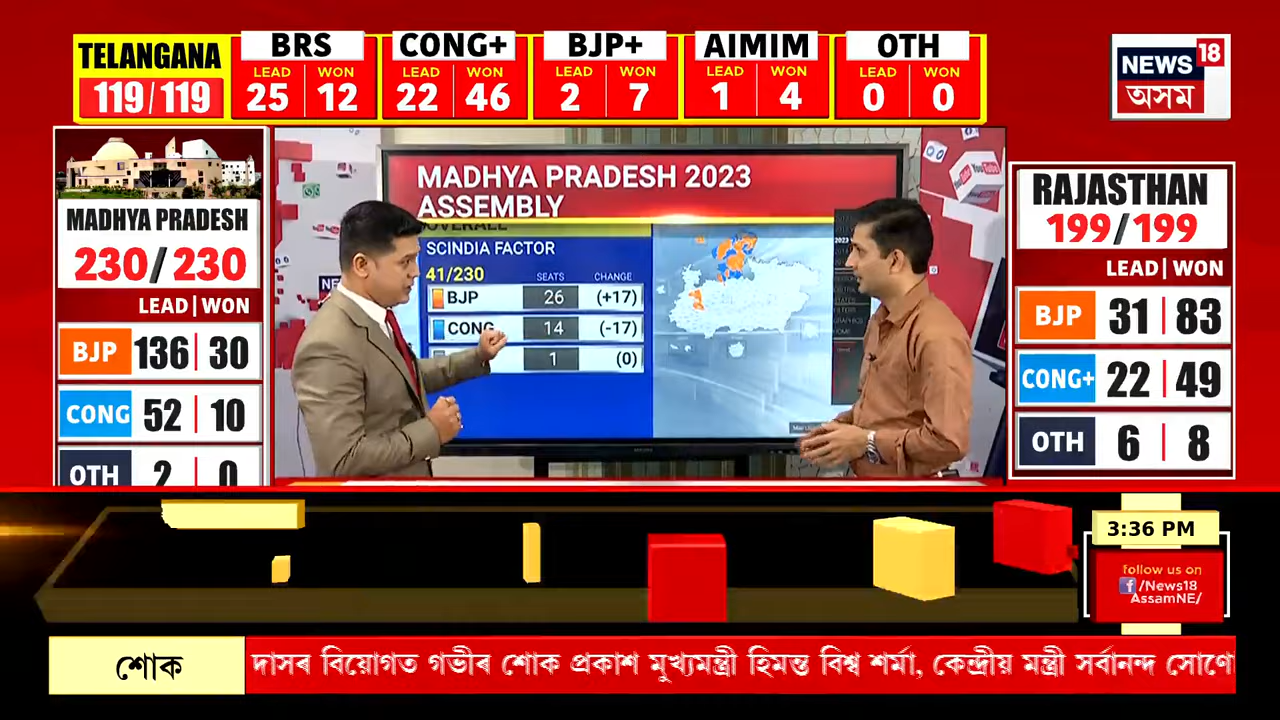 TELANGANA
119/119
BRS
LEAD WON
25 12
CONG+
LEAD WON
22 46
BJP+
LEAD WON
2 7
AIMIM
LEAD WON
1 4
OTH
LEAD WON
0 0
NEWS 18
অসম
MADHYA PRADESH
230/230
LEAD|WON
BJP 136 30
CONG 52 10
OTH 2 0
MADHYA PRADESH 2023
ASSEMBLY
OVERALL
SCINDIA FACTOR
41/230 SEATS CHANGE
BJP 26 (+17)
CONG 14 (-17)
1 (0)
RAJASTHAN
199/199
LEAD|WON
BJP 31 83
CONG+ 22 49
OTH 6 8
3:36 PM
follow us on
f/News18
AssamNE/
শোক
দাসৰ বিয়োগত গভীৰ শোক প্ৰকাশ মুখ্যমন্ত্ৰী হিমন্ত বিশ্ব শৰ্মা, কেন্দ্ৰীয় মন্ত্ৰী সৰ্বানন্দ সোণো